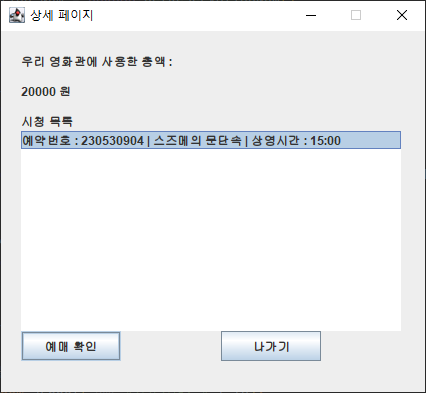 상세 페이지
우리 영화관에 사용한 총액 :
20000 원
시청 목록
예약번호 : 230530904 | 스즈메의 문단속 | 상영시간 : 15:00
예매 확인
나가기